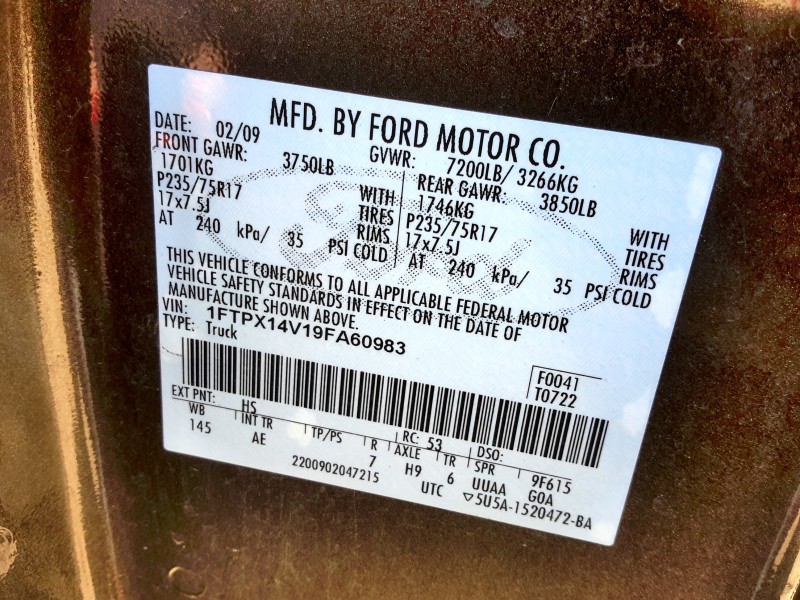 MFD. BY FORD MOTOR CO.
DATE: 02/09 GVWR: 7200LB/ 3266KG
FRONT GAWR: 3750LB REAR GAWR: 3850LB
1701KG WITH 1746KG WITH
P235/75R17 TIRES P235/75R17 TIRES
17x7.5J RIMS 17x7.5J RIMS
AT 240 kPa/ 35 PSI COLD AT 240 kPa/ 35 PSI COLD
THIS VEHICLE CONFORMS TO ALL APPLICABLE FEDERAL MOTOR
VEHICLE SAFETY STANDARDS IN EFFECT ON THE DATE OF
MANUFACTURE SHOWN ABOVE.
VIN: 1FTPX14V19FA60983
TYPE: Truck
F0041
T0722
EXT PNT: HS RC: 53 DSO:
WB INT TR TP/PS R AXLE TR SPR 9F615
145 AE 7 H9 6 UUAA GOA
2200902047215 UTC ▽5U5A-1520472-BA
Ford